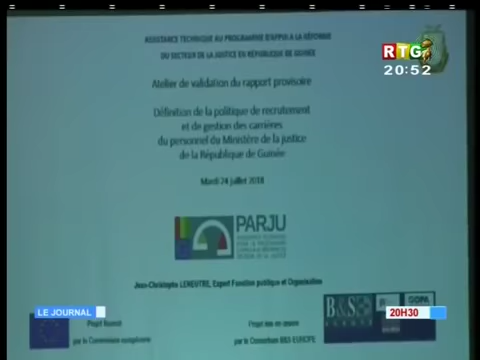 ASSISTANCE TECHNIQUE AU PROGRAMME D'APPUI A LA RÉFORME
DU SECTEUR DE LA JUSTICE EN RÉPUBLIQUE DE GUINÉE
RTG
20:52
Atelier de validation du rapport provisoire
Définition de la politique de recrutement
et de gestion des carrières
du personnel du Ministère de la justice
de la République de Guinée
Mardi 24 juillet 2018
PARJU
Jean-Christophe LENEUTRE, Expert Fonction publique et Organisation
LE JOURNAL
20H30
B&S
EUROPE
GOPA
Projet financé
par la Commission européenne
Projet mis en œuvre
par le Consortium B&S EUROPE